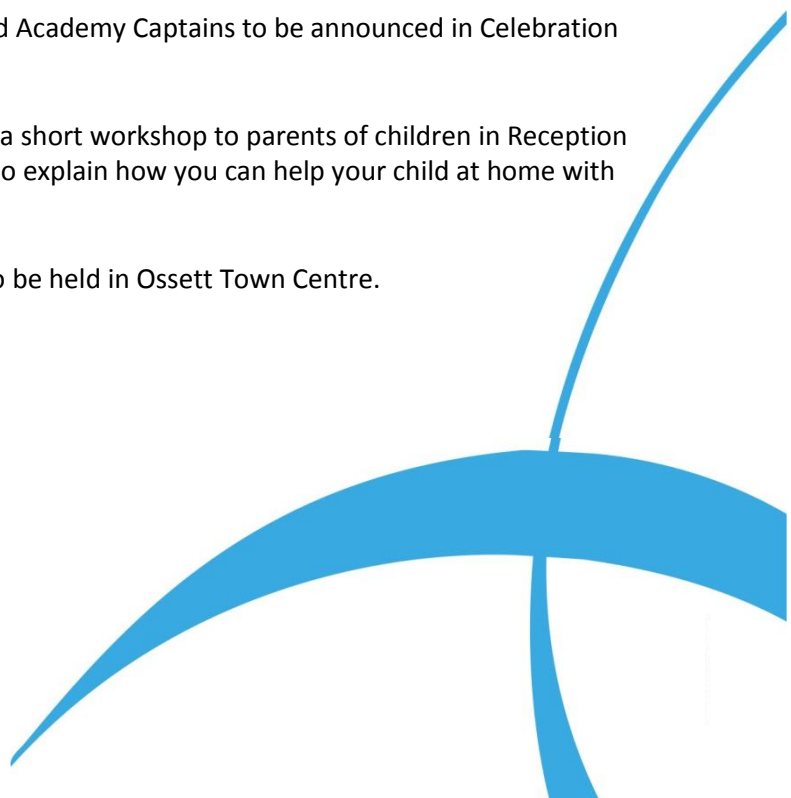 Academy Captains to be announced in Celebration
a short workshop to parents of children in Reception
explain how you can help your child at home with
be held in Ossett Town Centre.